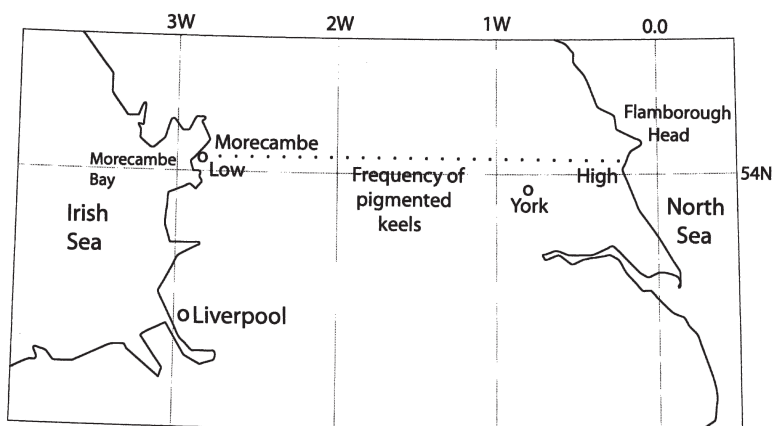 3W 2W 1W 0.0
Flamborough
Head
Morecambe
Morecambe
Bay
Low
Frequency of
pigmented
keels
High
54N
York
Irish
Sea
North
Sea
Liverpool